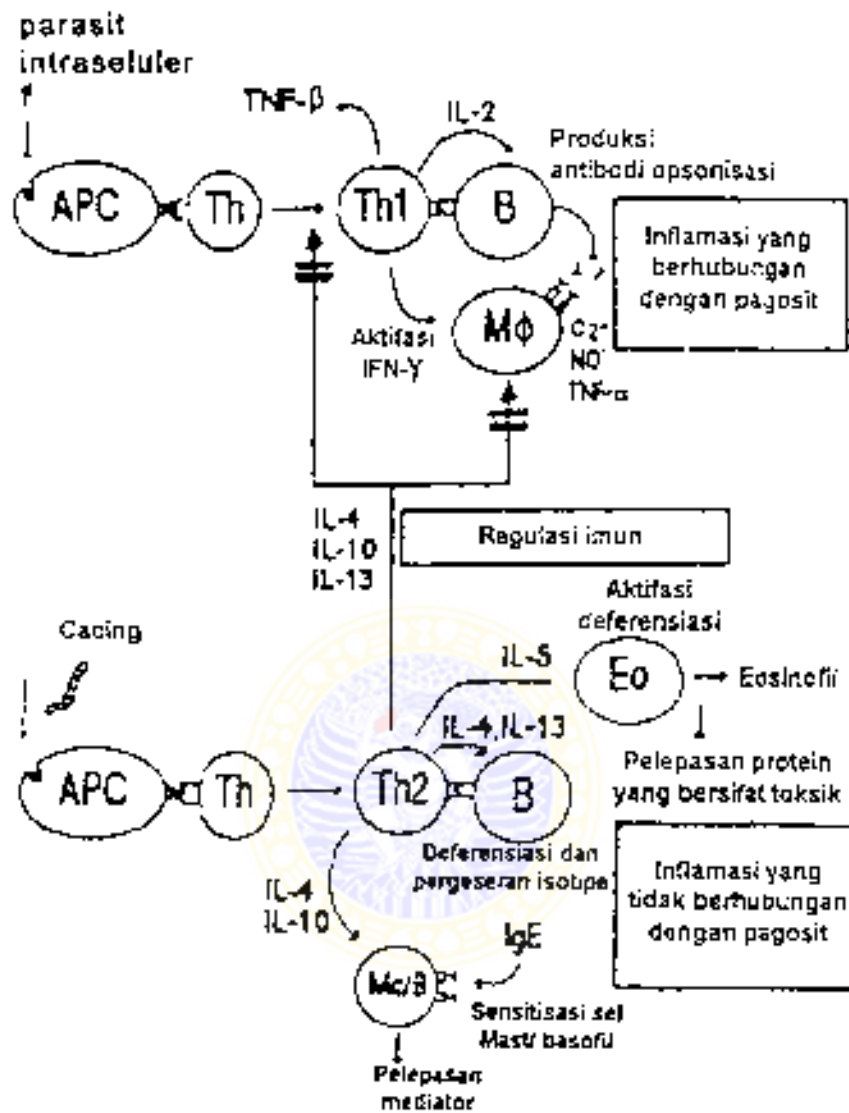 parasit
intraseluler
TNF-β
IL-2
Produksi
antibodi opsonisasi
APC
Th
Th1
B
Inflamasi yang
berhubungan
dengan pagosit
Aktifasi
IFN-γ
MΦ
O2-
NO
TNF-α
IL-4
IL-10
IL-13
Regulasi imun
Aktifasi
deferensiasi
Cacing
IL-5
Eo
Eosinofil
IL-4, IL-13
APC
Th
Th2
B
Pelepasan protein
yang bersifat toksik
Deferensiasi dan
pergeseran isotipe
Inflamasi yang
tidak berhubungan
dengan pagosit
IL-4
IL-10
IgE
Mc/B
Sensitisasi sel
Mast/ basofil
Pelepasan
mediator